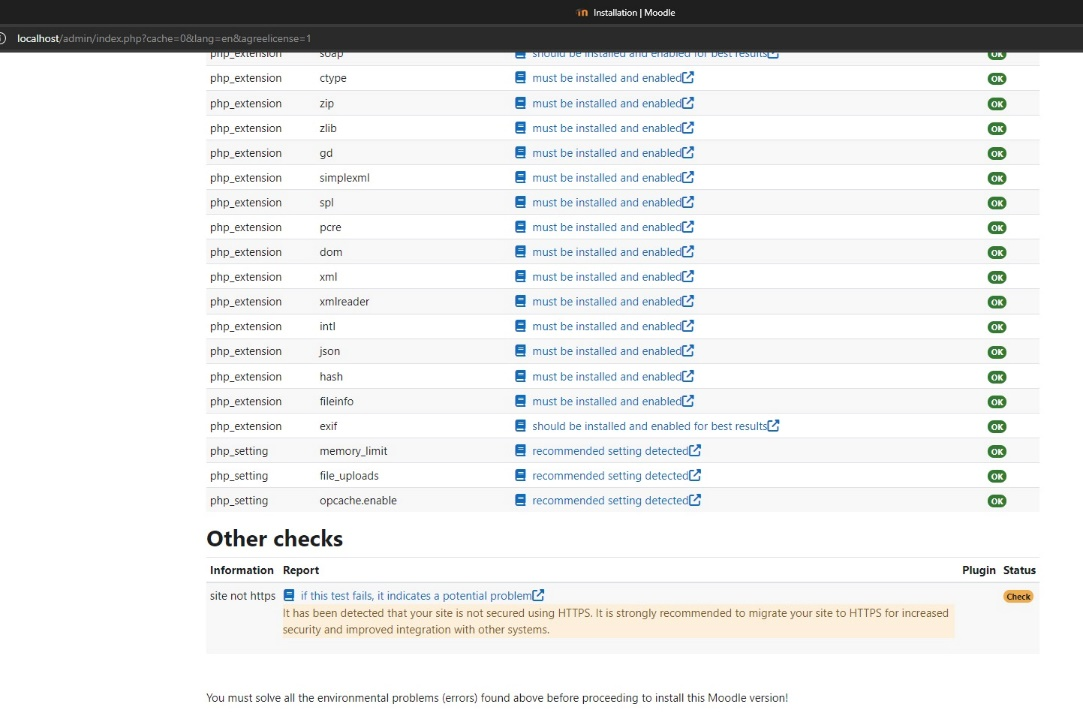 Installation | Moodle
localhost/admin/index.php?cache=0&lang=en&agreelicense=1
php_extension soap should be installed and enabled for best results OK
php_extension ctype must be installed and enabled OK
php_extension zip must be installed and enabled OK
php_extension zlib must be installed and enabled OK
php_extension gd must be installed and enabled OK
php_extension simplexml must be installed and enabled OK
php_extension spl must be installed and enabled OK
php_extension pcre must be installed and enabled OK
php_extension dom must be installed and enabled OK
php_extension xml must be installed and enabled OK
php_extension xmlreader must be installed and enabled OK
php_extension intl must be installed and enabled OK
php_extension json must be installed and enabled OK
php_extension hash must be installed and enabled OK
php_extension fileinfo must be installed and enabled OK
php_extension exif should be installed and enabled for best results OK
php_setting memory_limit recommended setting detected OK
php_setting file_uploads recommended setting detected OK
php_setting opcache.enable recommended setting detected OK
Other checks
Information Report Plugin Status
site not https if this test fails, it indicates a potential problem Check
It has been detected that your site is not secured using HTTPS. It is strongly recommended to migrate your site to HTTPS for increased
security and improved integration with other systems.
You must solve all the environmental problems (errors) found above before proceeding to install this Moodle version!